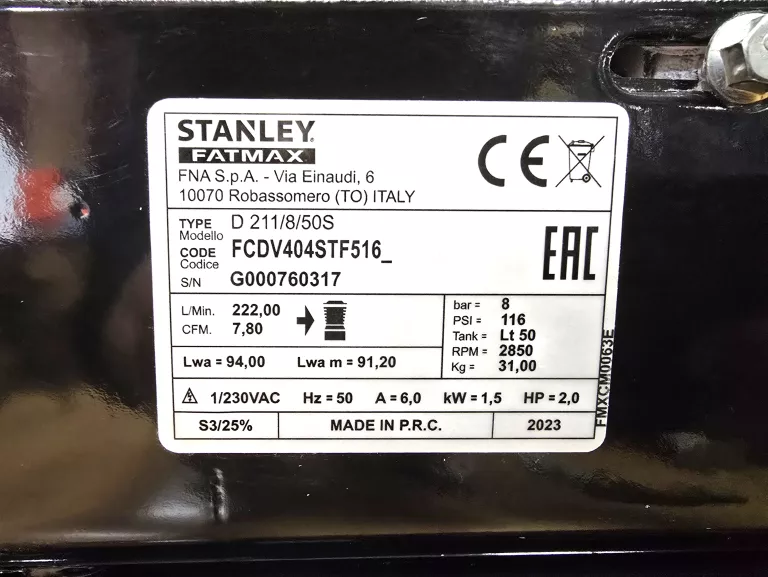 STANLEY.
FATMAX
FNA S.p.A. - Via Einaudi, 6
10070 Robassomero (TO) ITALY
CE
TYPE D 211/8/50S
Modello
CODE FCDV404STF516_
Codice
S/N G000760317
EAC
L/Min. 222,00
CFM. 7,80
Lwa = 94,00 Lwa m = 91,20
bar = 8
PSI = 116
Tank = Lt 50
RPM = 2850
Kg = 31,00
1/230VAC Hz = 50 A = 6,0 kW = 1,5 HP = 2,0
S3/25% MADE IN P.R.C. 2023
FMXCM0063E